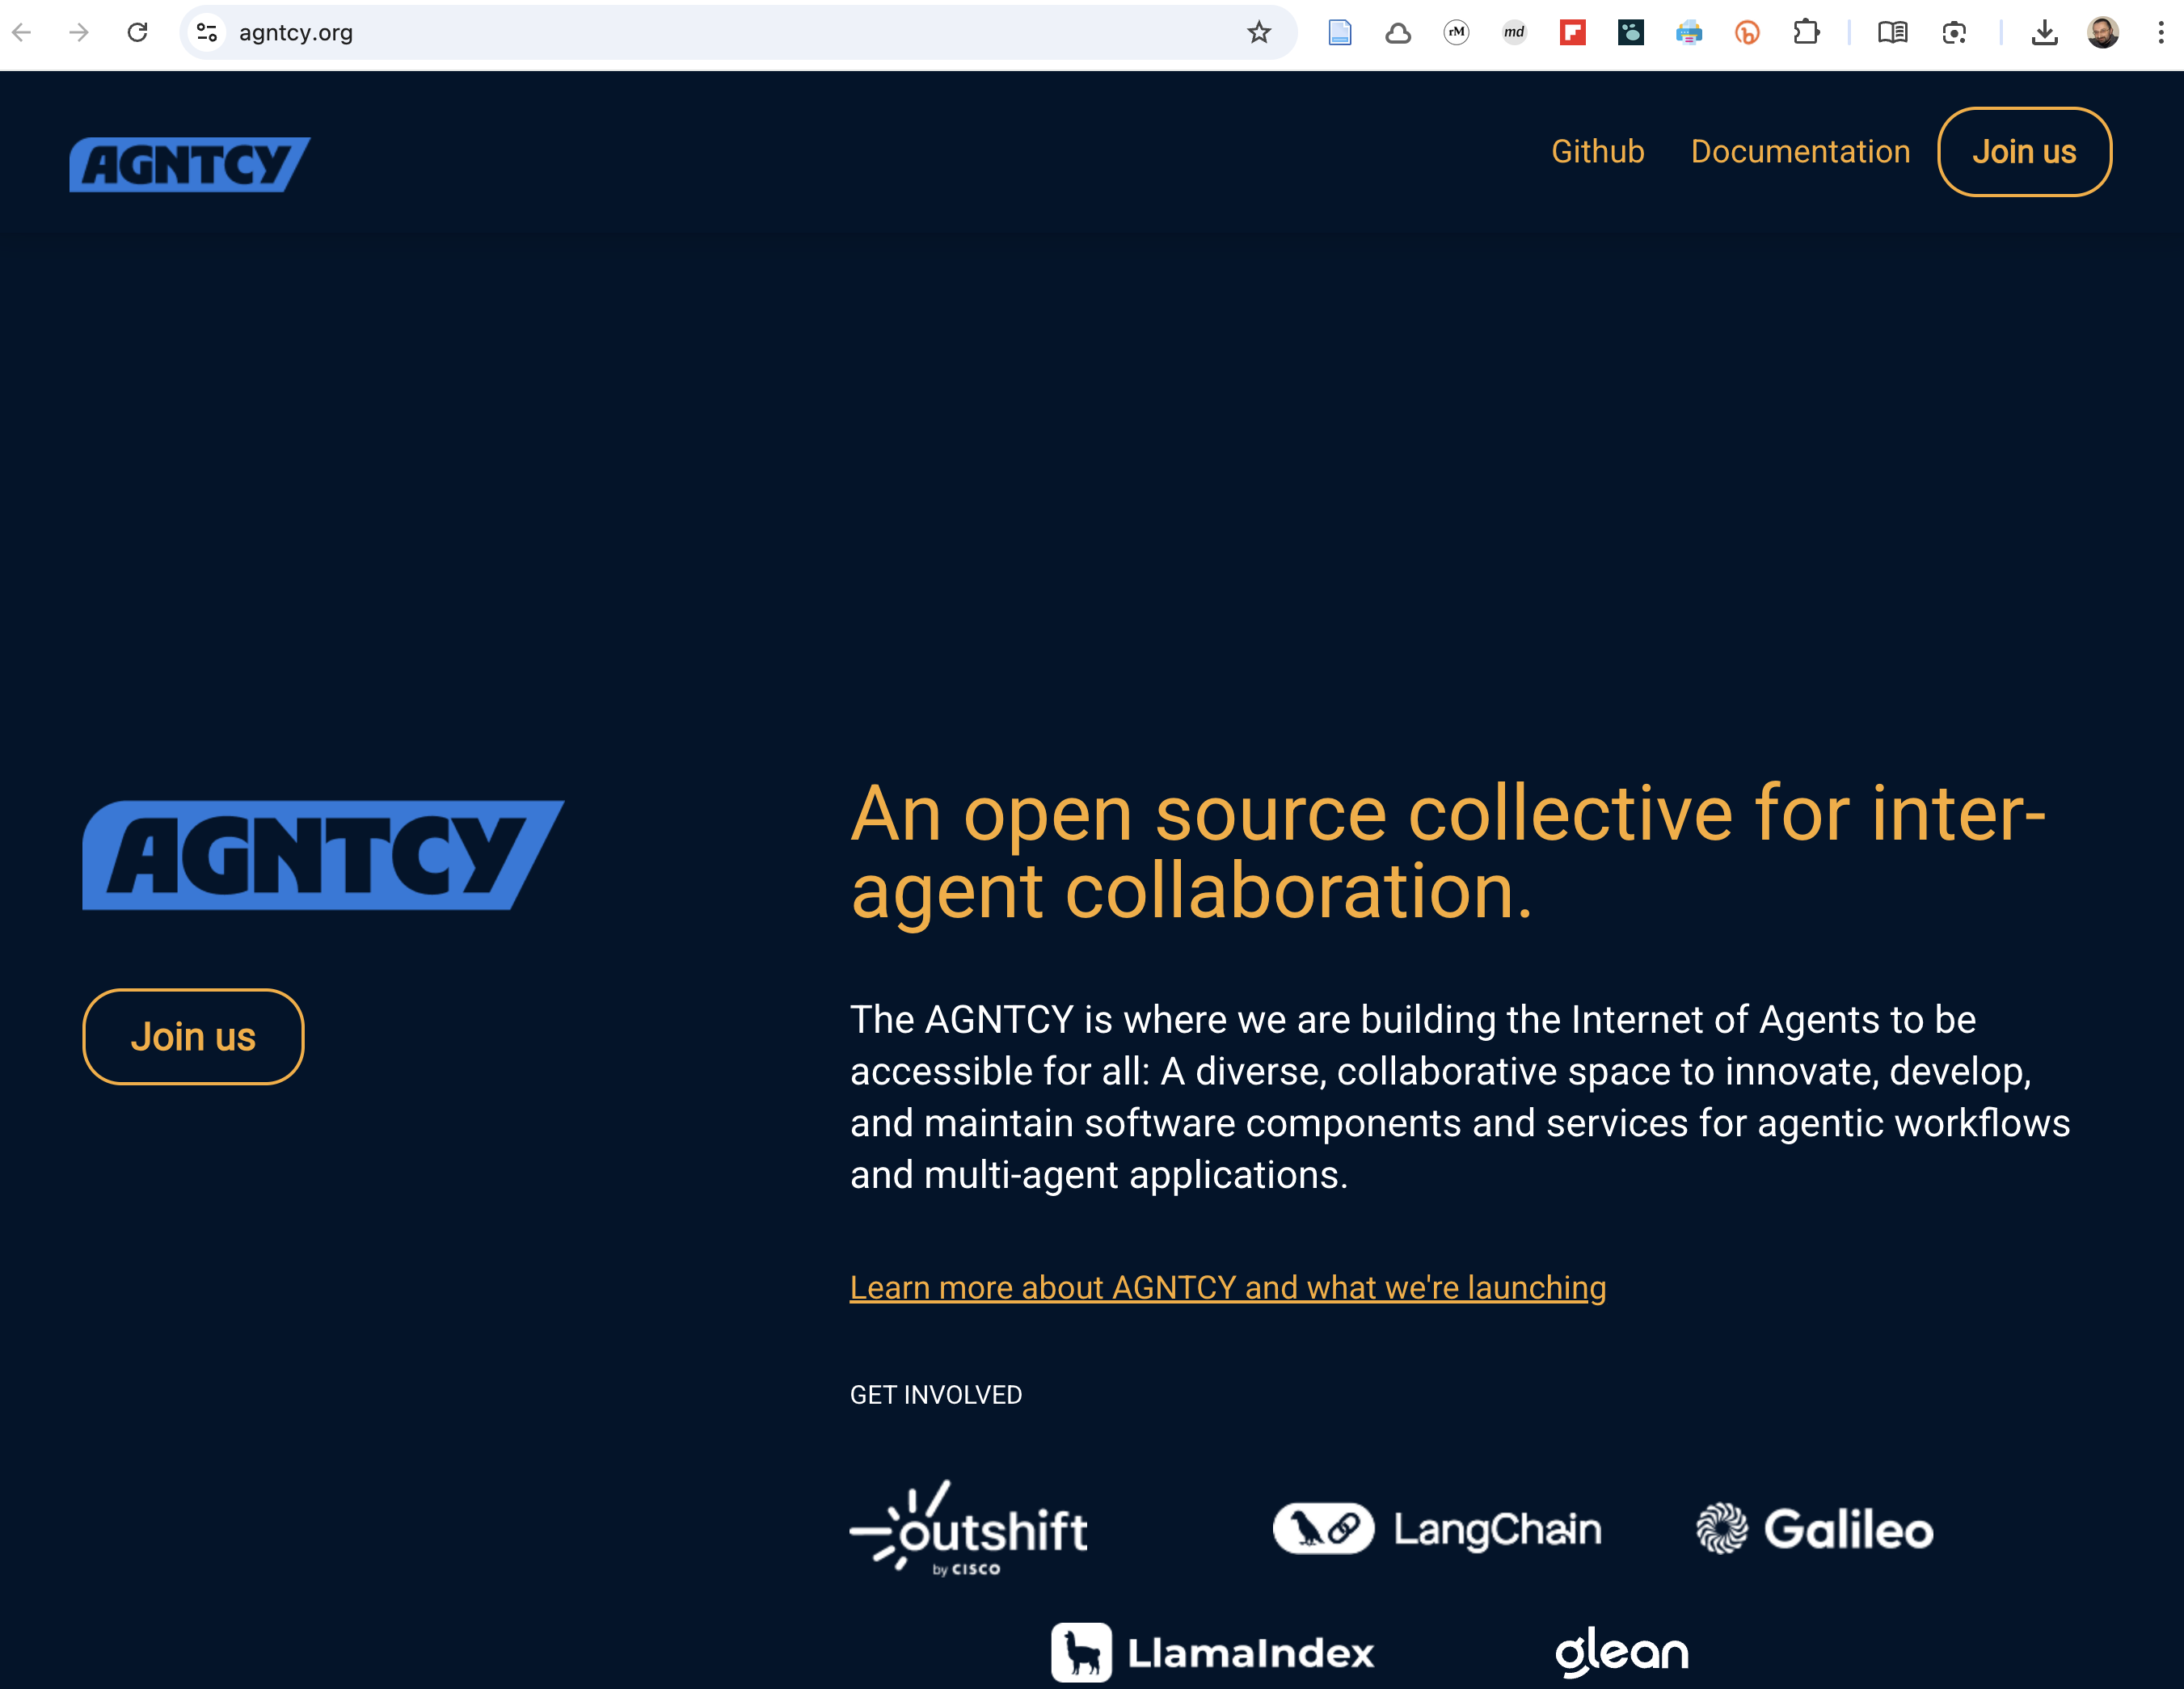 agntcy.org
rM
md
AGNTCY
Github
Documentation
Join us
AGNTCY
Join us
An open source collective for inter-
agent collaboration.
The AGNTCY is where we are building the Internet of Agents to be
accessible for all: A diverse, collaborative space to innovate, develop,
and maintain software components and services for agentic workflows
and multi-agent applications.
Learn more about AGNTCY and what we're launching
GET INVOLVED
outshift
by CISCO
LangChain
Galileo
LlamaIndex
glean